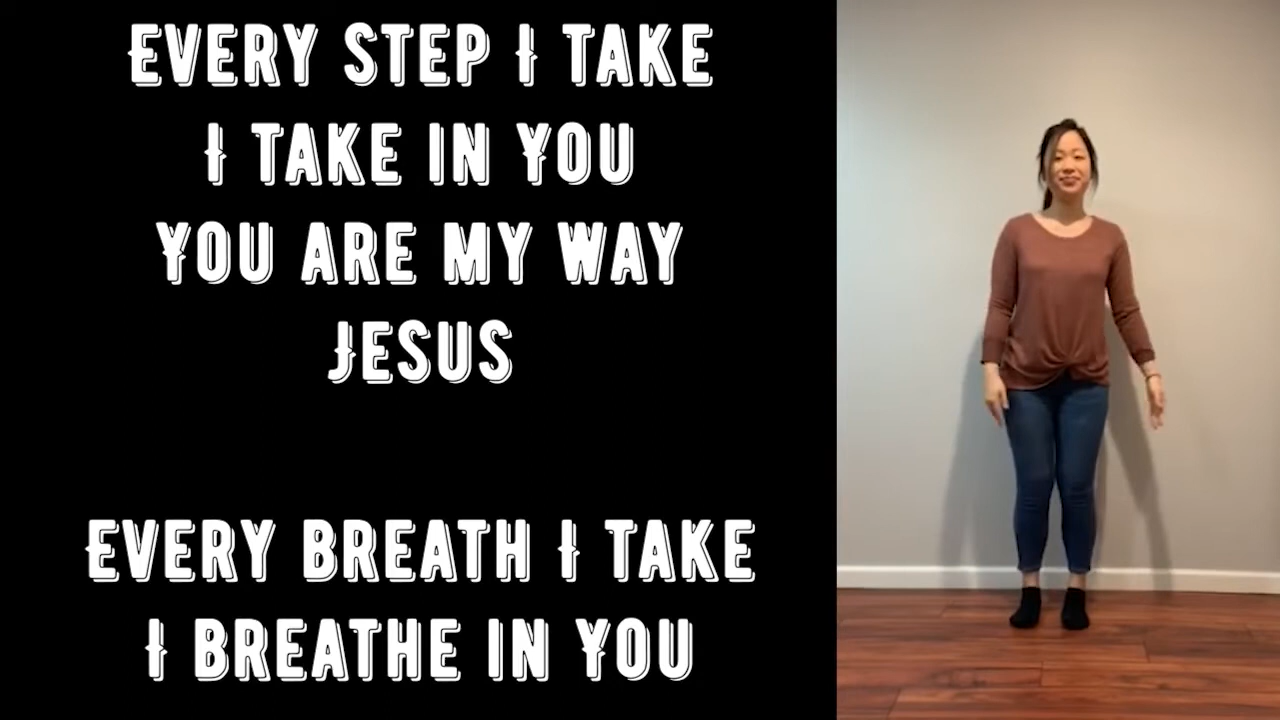 Every Step I take
I take in You
You are my way
Jesus
Every breath I take
I breathe in You